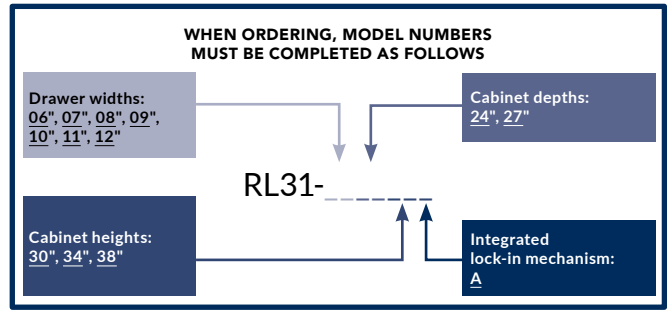 WHEN ORDERING, MODEL NUMBERS
MUST BE COMPLETED AS FOLLOWS
Drawer widths:
06", 07", 08", 09",
10", 11", 12"
Cabinet depths:
24", 27"
RL31-_ _ _ _ _ _ _
Cabinet heights:
30", 34", 38"
Integrated
lock-in mechanism:
A